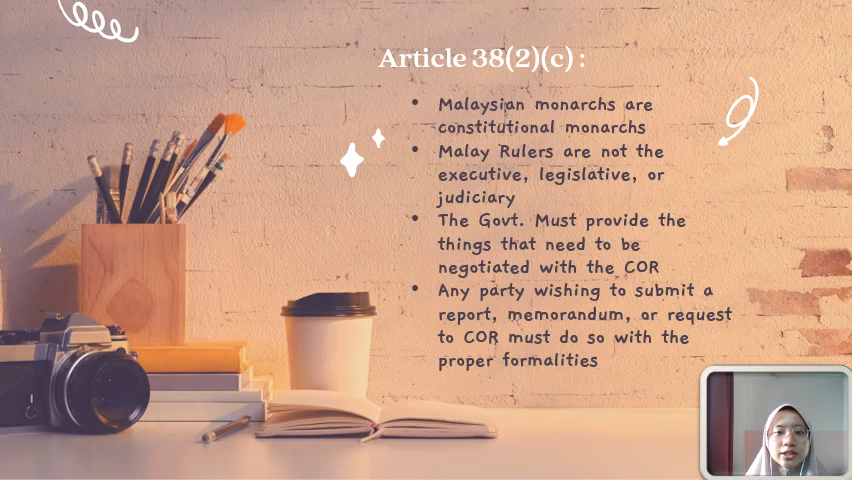 Article 38(2)(c) :
• Malaysian monarchs are
constitutional monarchs
• Malay Rulers are not the
executive, legislative, or
judiciary
• The Govt. Must provide the
things that need to be
negotiated with the COR
• Any party wishing to submit a
report, memorandum, or request
to COR must do so with the
proper formalities